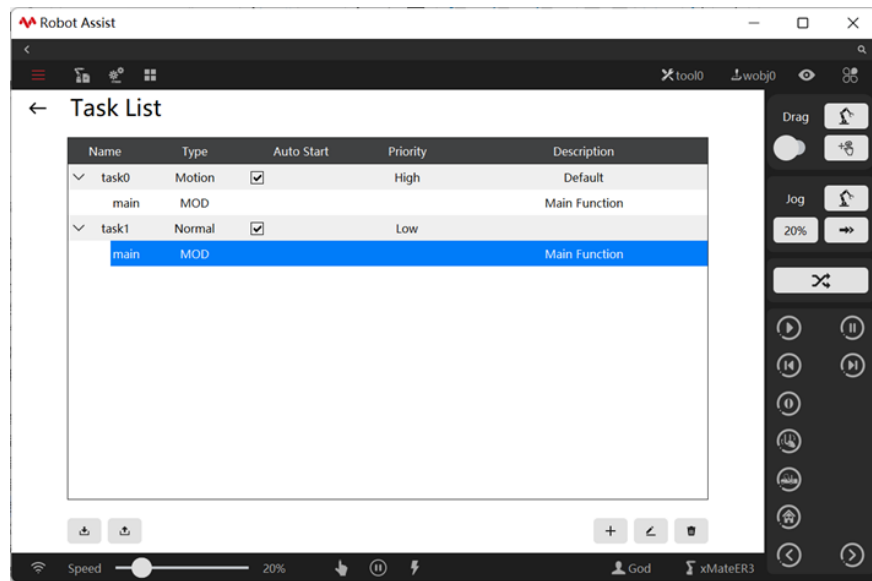 Robot Assist
tool0 wobj0
Task List
Name Type Auto Start Priority Description
task0 Motion High Default
main MOD Main Function
task1 Normal Low
main MOD Main Function
Drag
Jog
20%
Speed 20% God xMateER3